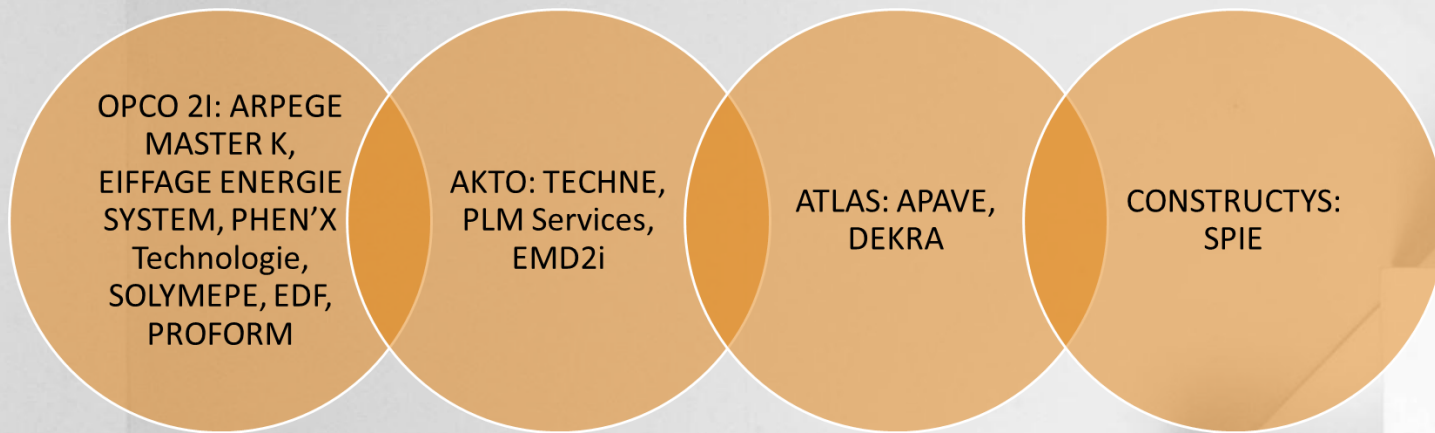 OPCO 2I: ARPEGE
MASTER K,
EIFFAGE ENERGIE
SYSTEM, PHEN’X
Technologie,
SOLYMEPE, EDF,
PROFORM
AKTO: TECHNE,
PLM Services,
EMD2i
ATLAS: APAVE,
DEKRA
CONSTRUCTYS:
SPIE